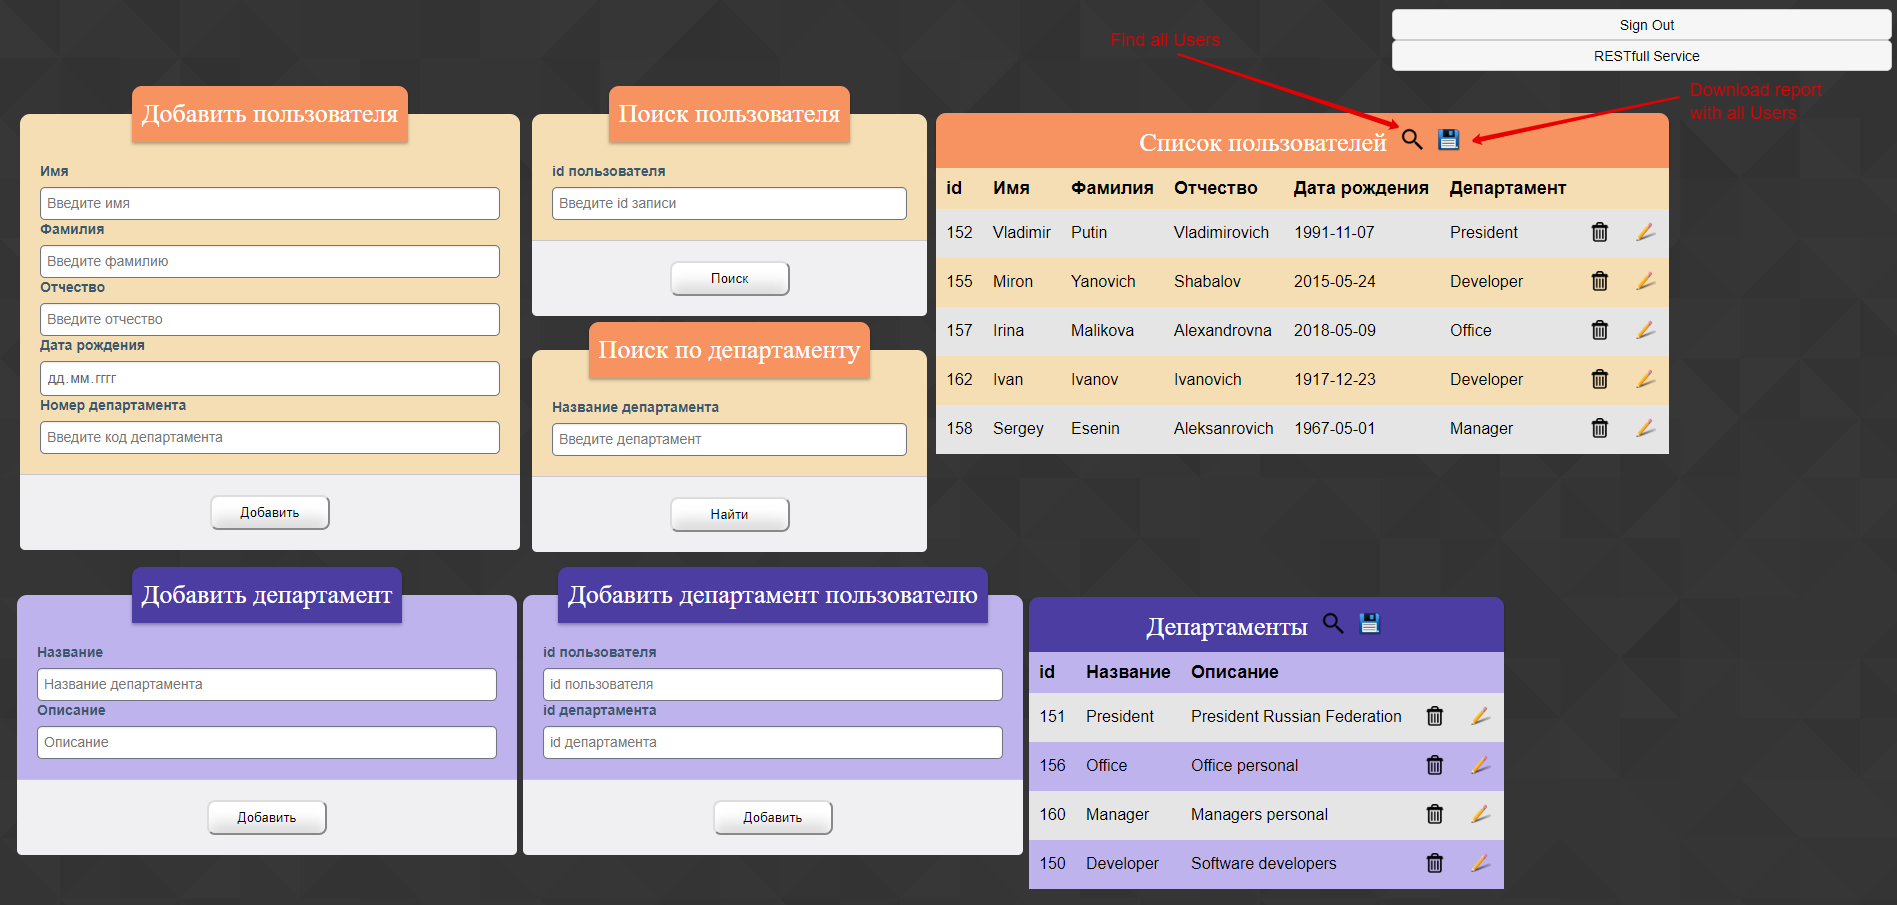 Sign Out
RESTfull Service
Find all Users
Download report
with all Users
Добавить пользователя
Имя
Введите имя
Фамилия
Введите фамилию
Отчество
Введите отчество
Дата рождения
дд.мм.гггг
Номер департамента
Введите код департамента
Добавить
Поиск пользователя
id пользователя
Введите id записи
Поиск
Поиск по департаменту
Название департамента
Введите департамент
Найти
Список пользователей
id Имя Фамилия Отчество Дата рождения Департамент
152 Vladimir Putin Vladimirovich 1991-11-07 President
155 Miron Yanovich Shabalov 2015-05-24 Developer
157 Irina Malikova Alexandrovna 2018-05-09 Office
162 Ivan Ivanov Ivanovich 1917-12-23 Developer
158 Sergey Esenin Aleksanrovich 1967-05-01 Manager
Добавить департамент
Название
Название департамента
Описание
Описание
Добавить
Добавить департамент пользователю
id пользователя
id пользователя
id департамента
id департамента
Добавить
Департаменты
id Название Описание
151 President President Russian Federation
156 Office Office personal
160 Manager Managers personal
150 Developer Software developers